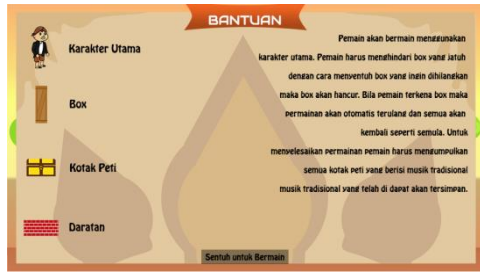 BANTUAN
Karakter Utama
Box
Kotak Peti
Daratan
Pemain akan bermain menggunakan
karakter utama. Pemain harus menghindari box yang jatuh
dengan cara menyentuh box yang ingin dihilangkan
maka box akan hancur. Bila pemain terkena box maka
permainan akan otomatis terulang dan semua akan
kembali seperti semula. Untuk
menyelesaikan permainan pemain harus mengumpulkan
semua kotak peti yang berisi musik tradisional
musik tradisional yang telah di dapat akan tersimpan.
Sentuh untuk Bermain